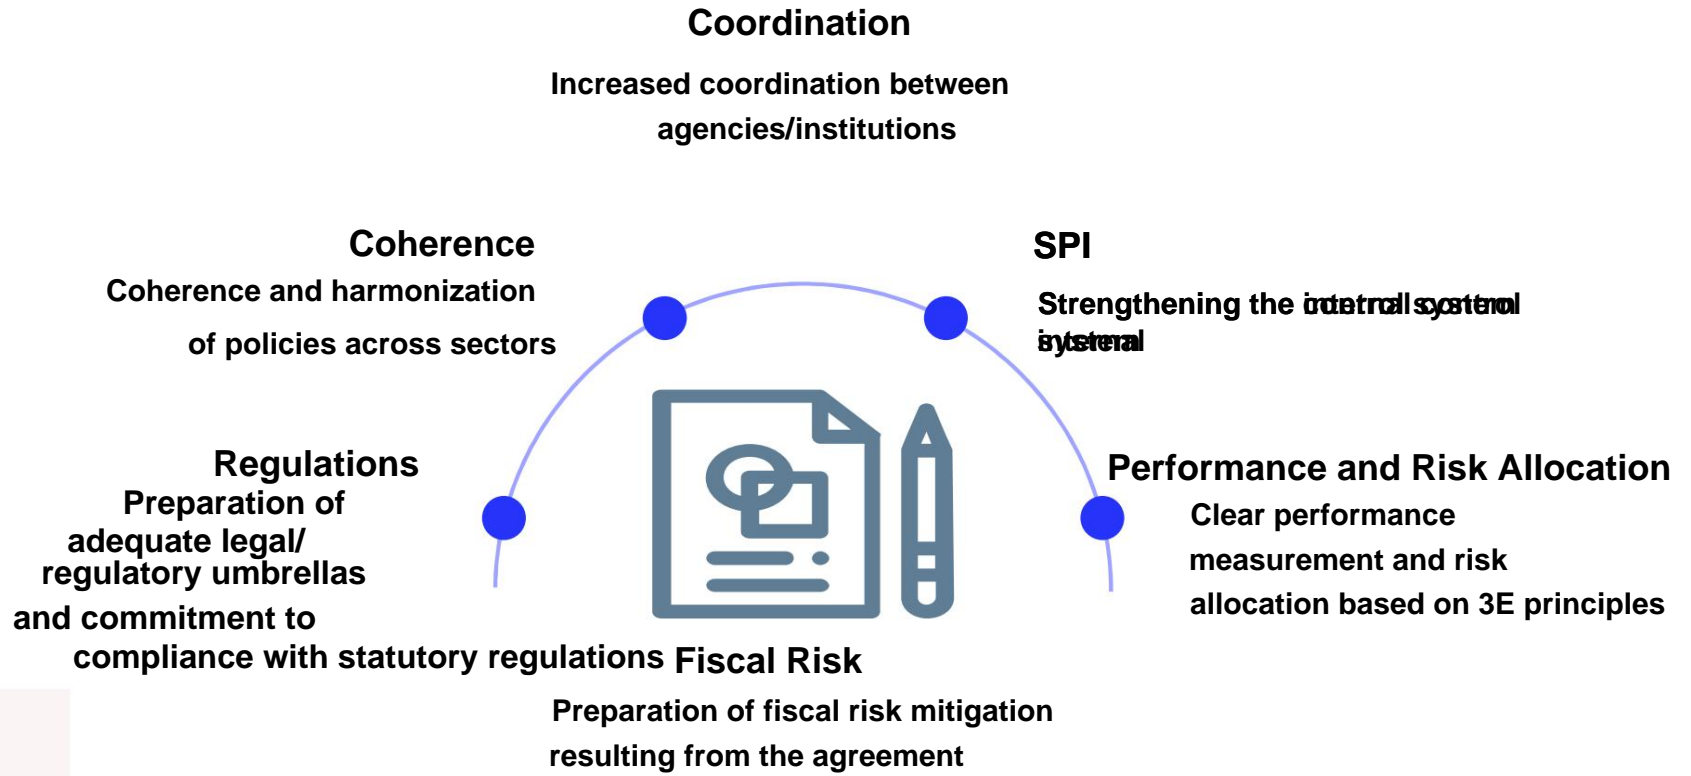 Coordination
Increased coordination between
agencies/institutions
Coherence
Coherence and harmonization
of policies across sectors
SPI
Strengthening the
Regulations
Preparation of
adequate legal/
regulatory umbrellas
and commitment to
compliance with statutory regulations
Performance and Risk Allocation
Clear performance
measurement and risk
allocation based on 3E principles
Fiscal Risk
Preparation of fiscal risk mitigation
resulting from the agreement